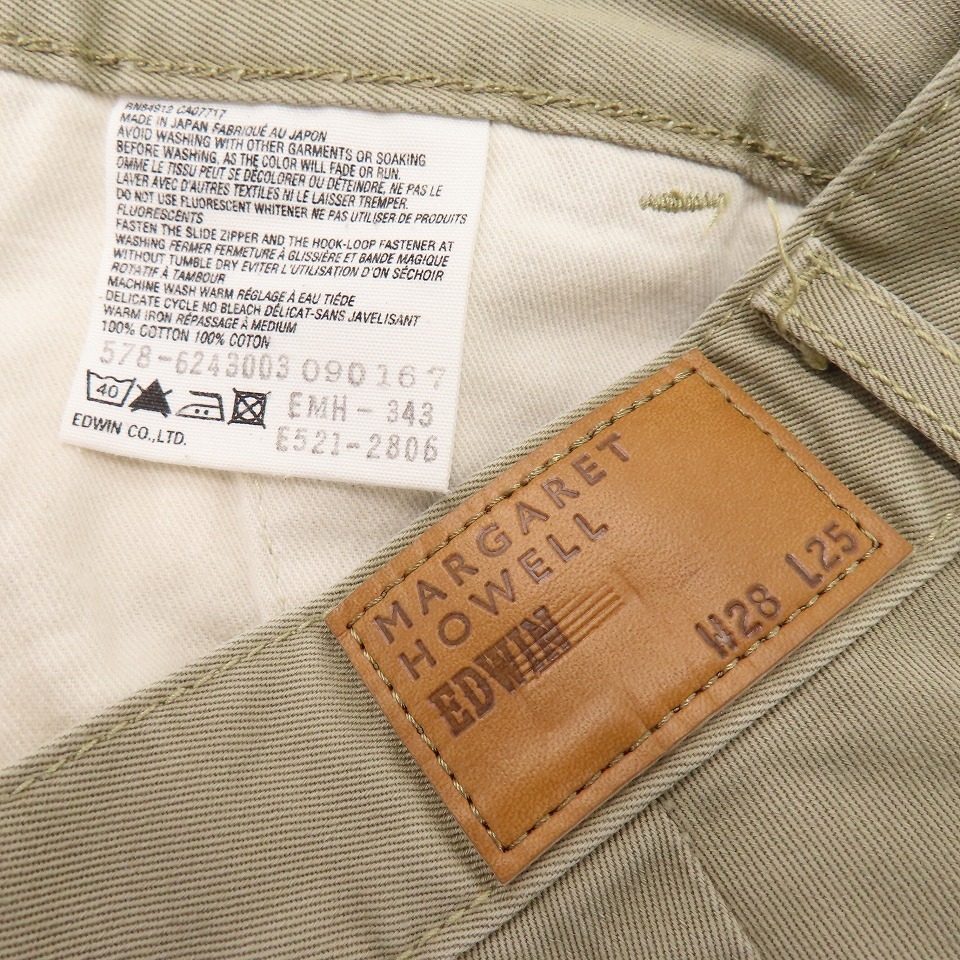 RN84912 CA07717
MADE IN JAPAN FABRIQUÉ AU JAPON
AVOID WASHING WITH OTHER GARMENTS OR SOAKING
BEFORE WASHING, AS THE COLOR WILL FADE OR RUN.
OMME LE TISSU PEUT SE DÉCOLORER OU DÉTEINDRE, NE PAS LE
LAVER AVEC D'AUTRES TEXTILES NI LE LAISSER TREMPER.
DO NOT USE FLUORESCENT WHITENER NE PAS UTILISER DE PRODUITS
FLUORESCENTS
FASTEN THE SLIDE ZIPPER AND THE HOOK-LOOP FASTENER AT
WASHING FERMER FERMETURE À GLISSIÈRE ET BANDE MAGIQUE
WITHOUT TUMBLE DRY EVITER L'UTILISATION D'ON SÉCHOIR
ROTATIF À TAMBOUR
MACHINE WASH WARM RÉGLAGE À EAU TIÉDE
DELICATE CYCLE NO BLEACH DÉLICAT-SANS JAVELISANT
WARM IRON RÉPASSAGE À MEDIUM
100% COTTON 100% COTON
578-6243003 090 167
40
EMH-343
EDWIN CO.,LTD.
E521-2806
MARGARET
HOWELL
EDWIN
W28 L25